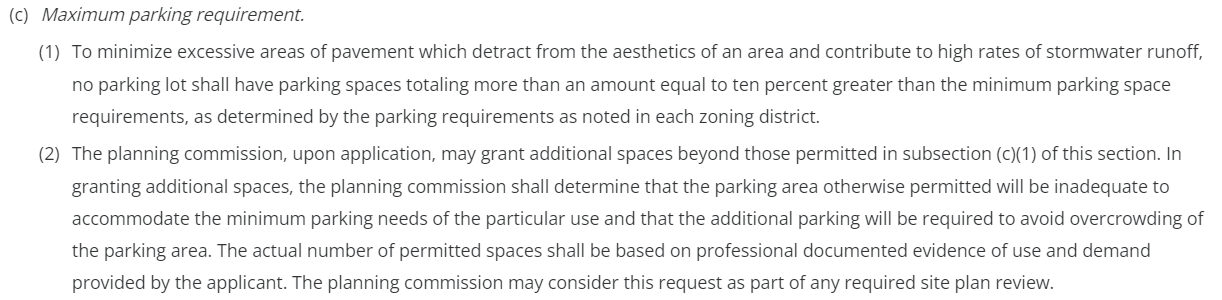 (c) Maximum parking requirement.
(1) To minimize excessive areas of pavement which detract from the aesthetics of an area and contribute to high rates of stormwater runoff,
no parking lot shall have parking spaces totaling more than an amount equal to ten percent greater than the minimum parking space
requirements, as determined by the parking requirements as noted in each zoning district.
(2) The planning commission, upon application, may grant additional spaces beyond those permitted in subsection (c)(1) of this section. In
granting additional spaces, the planning commission shall determine that the parking area otherwise permitted will be inadequate to
accommodate the minimum parking needs of the particular use and that the additional parking will be required to avoid overcrowding of
the parking area. The actual number of permitted spaces shall be based on professional documented evidence of use and demand
provided by the applicant. The planning commission may consider this request as part of any required site plan review.